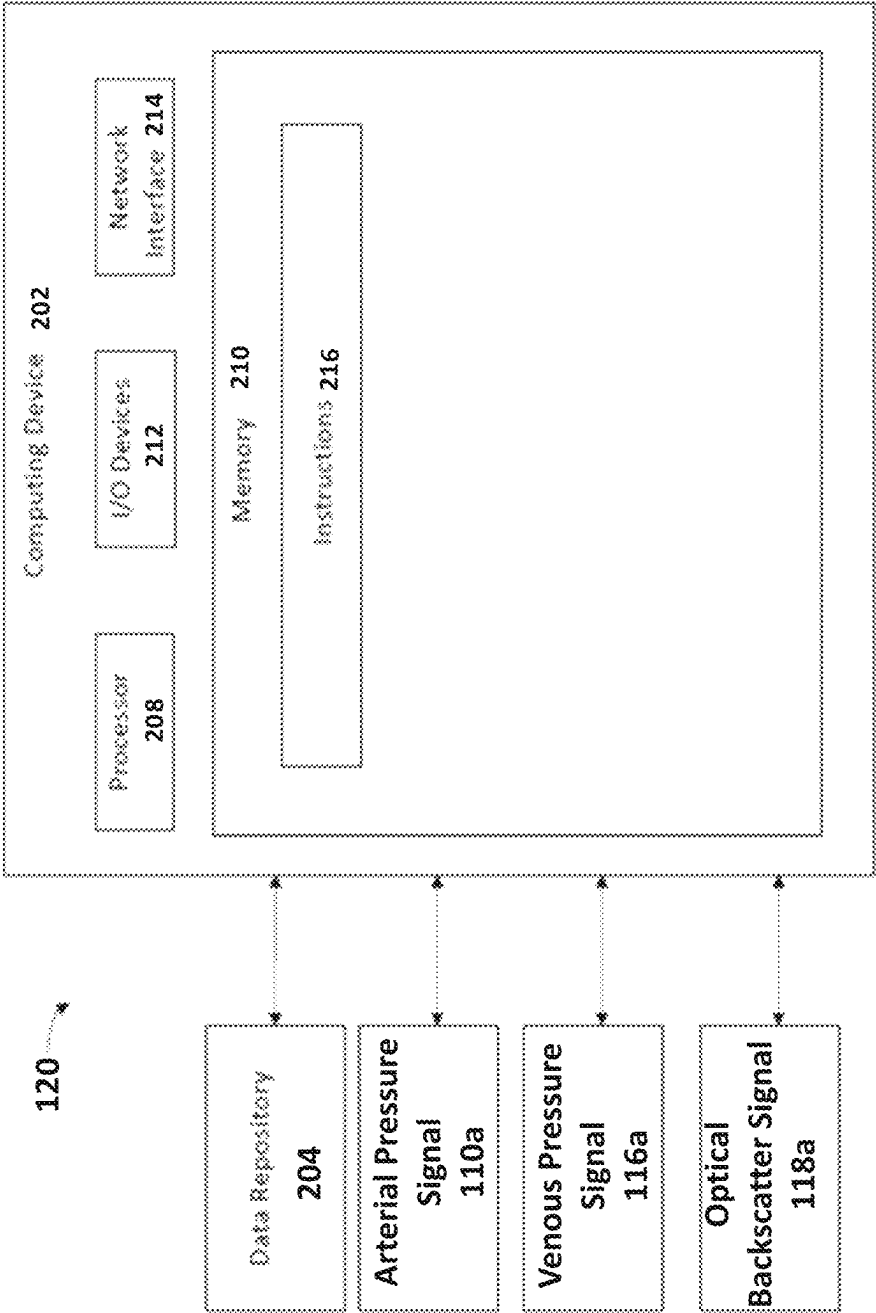 120
Computing Device 202
Processor
208
I/O Devices
212
Network
Interface 214
Memory 210
Instructions 216
Data Repository
204
Arterial Pressure
Signal
110a
Venous Pressure
Signal
116a
Optical
Backscatter Signal
118a